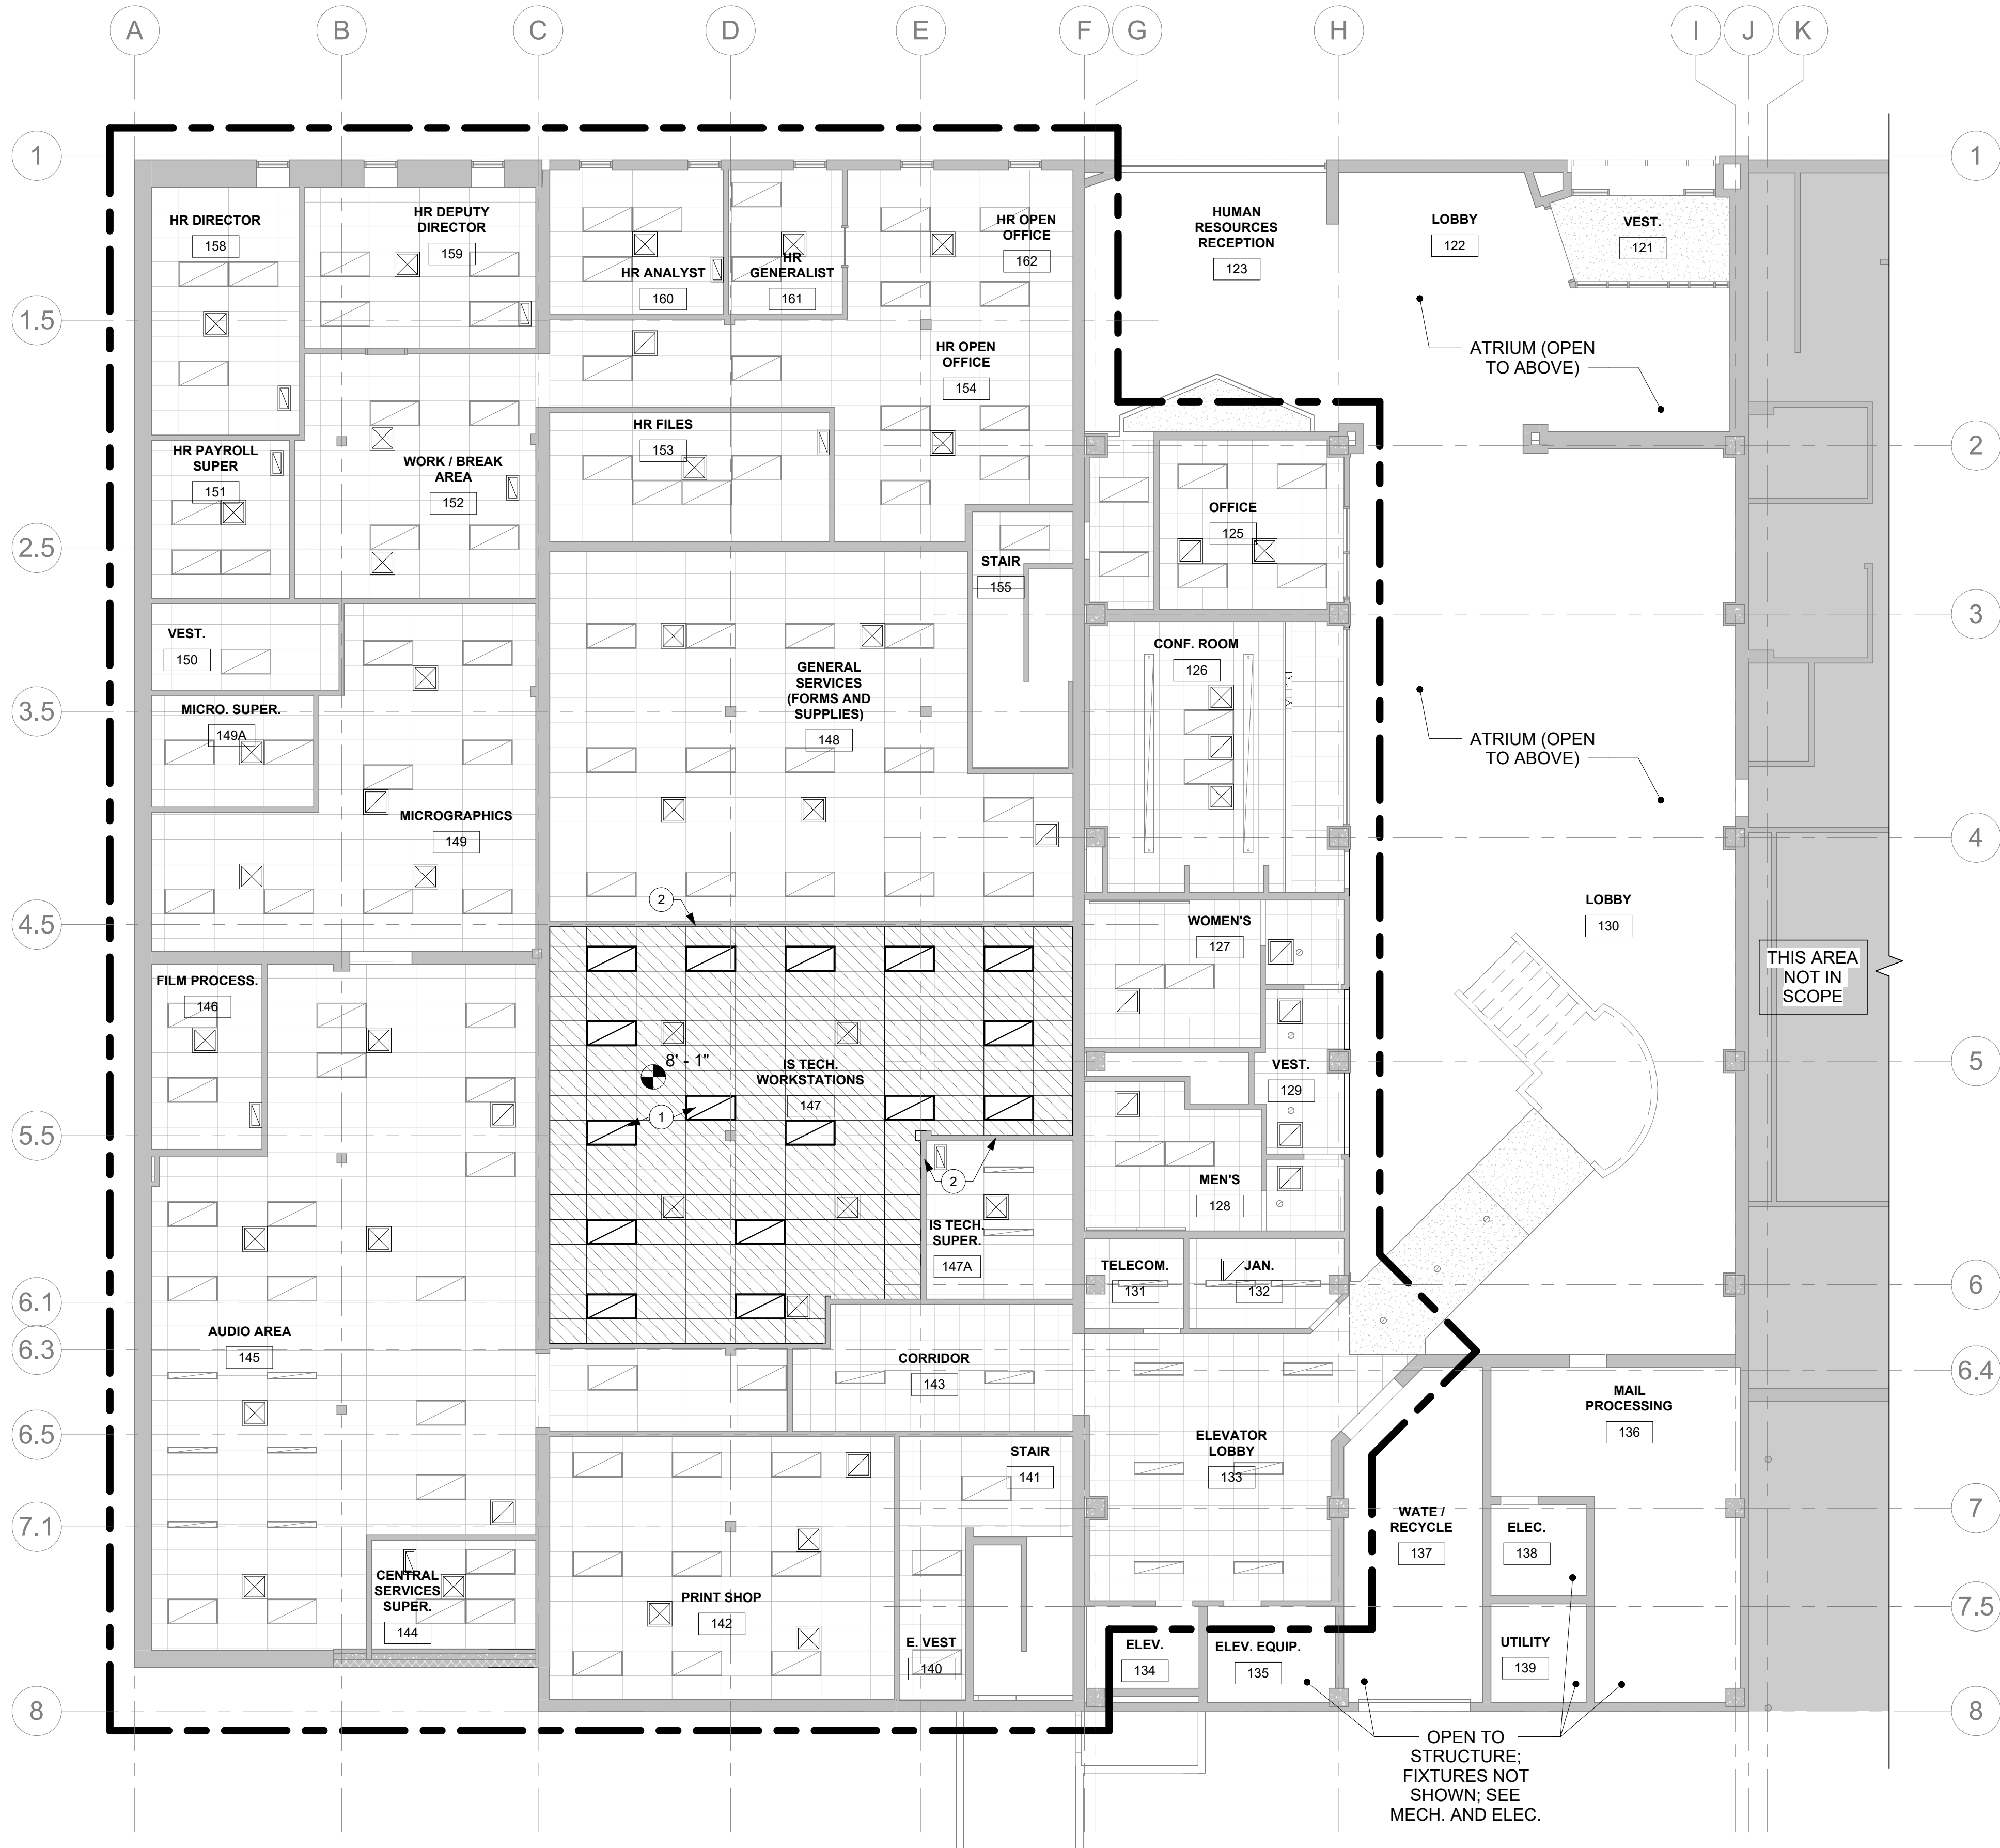 A
B
C
D
E
F
G
H
I
J
K
1
1
HR DIRECTOR
158
HR DEPUTY
DIRECTOR
159
HR ANALYST
160
HR
GENERALIST
161
HR OPEN
OFFICE
162
HUMAN
RESOURCES
RECEPTION
123
LOBBY
122
VEST.
121
1.5
HR OPEN
OFFICE
154
ATRIUM (OPEN
TO ABOVE)
2
HR PAYROLL
SUPER
151
WORK / BREAK
AREA
152
HR FILES
153
OFFICE
125
2.5
STAIR
155
3
VEST.
150
GENERAL
SERVICES
(FORMS AND
SUPPLIES)
148
CONF. ROOM
126
3.5
MICRO. SUPER.
149A
ATRIUM (OPEN
TO ABOVE)
MICROGRAPHICS
149
4
4.5
2
WOMEN'S
127
LOBBY
130
THIS AREA
NOT IN
SCOPE
FILM PROCESS.
146
8' - 1"
IS TECH.
WORKSTATIONS
147
VEST.
129
5
5.5
1
2
MEN'S
128
IS TECH.
SUPER.
147A
TELECOM.
131
JAN.
132
6
6.1
AUDIO AREA
145
6.3
CORRIDOR
143
6.4
MAIL
PROCESSING
136
6.5
ELEVATOR
LOBBY
133
STAIR
141
7
7.1
WATE /
RECYCLE
137
ELEC.
138
CENTRAL
SERVICES
SUPER.
144
PRINT SHOP
142
7.5
E. VEST
140
ELEV.
134
ELEV. EQUIP.
135
UTILITY
139
8
8
OPEN TO
STRUCTURE;
FIXTURES NOT
SHOWN; SEE
MECH. AND ELEC.